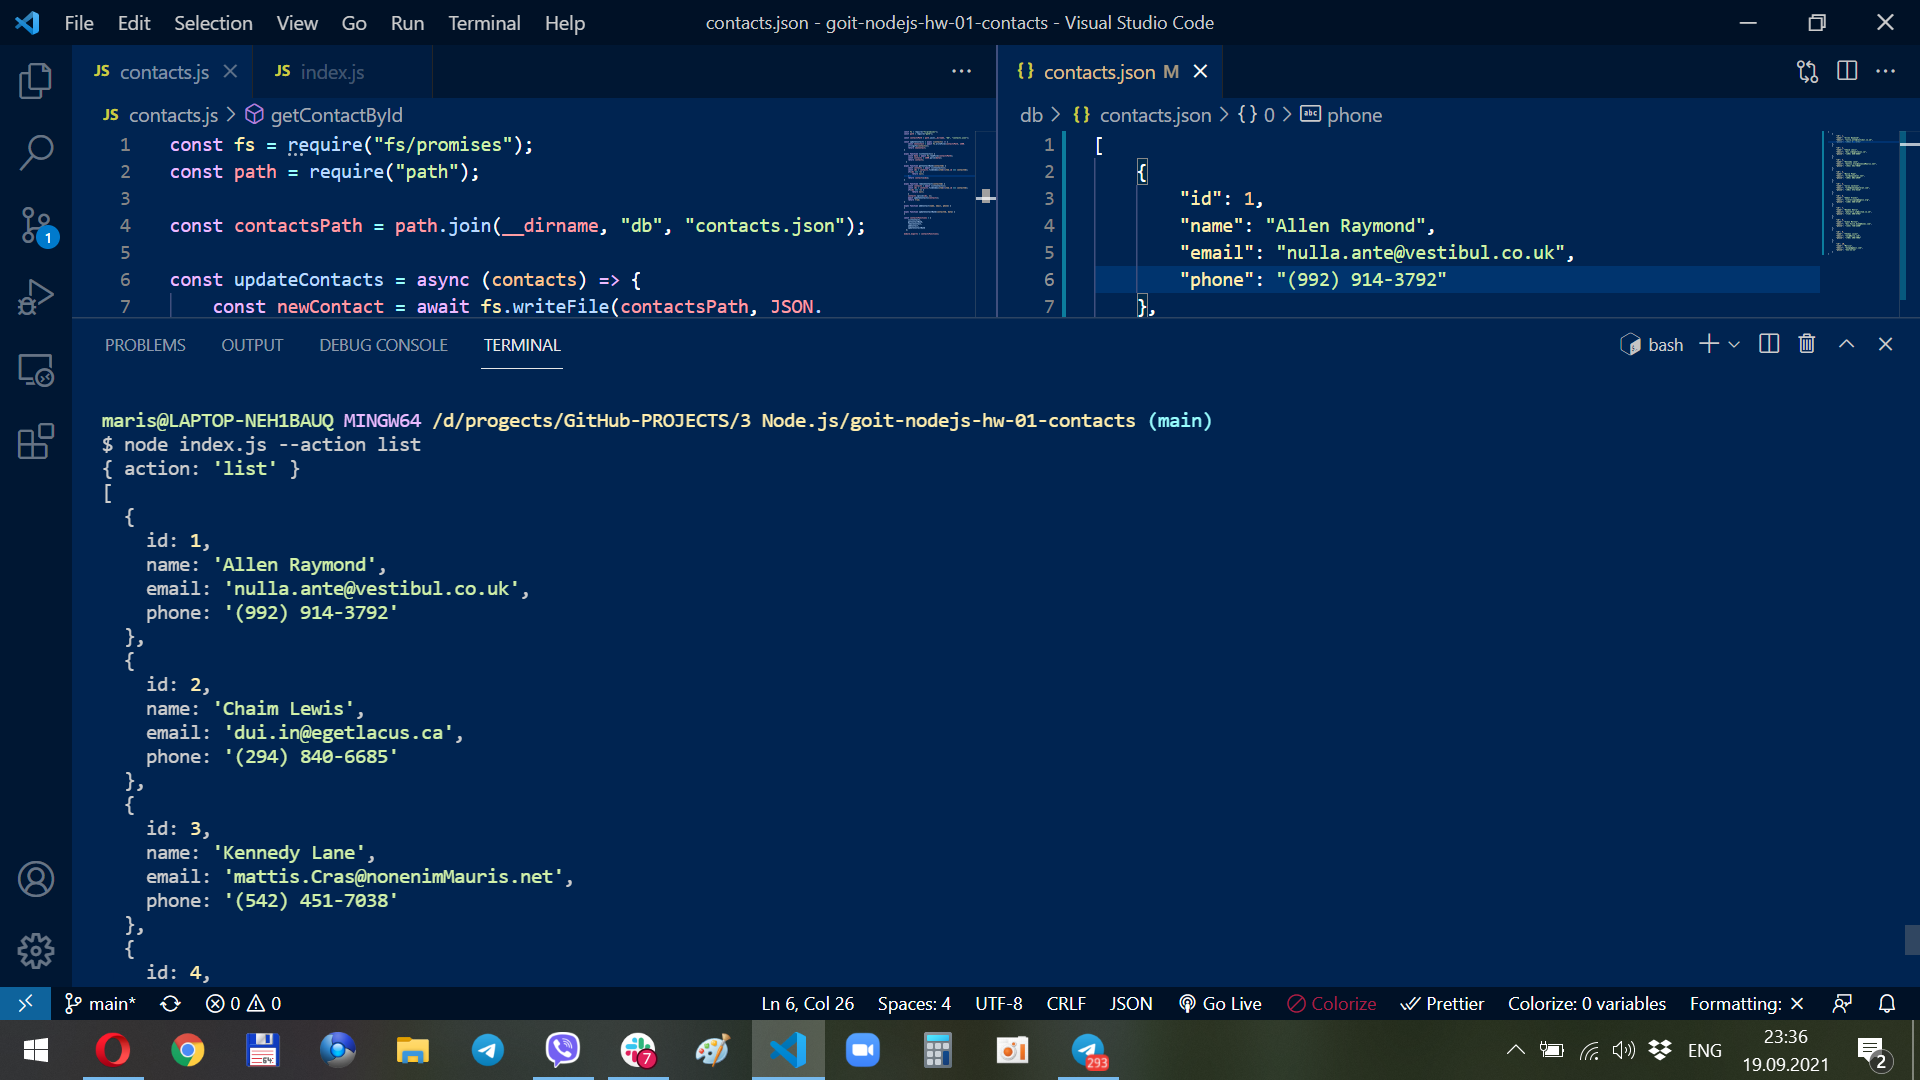 File Edit Selection View Go Run Terminal Help contacts.json - goit-nodejs-hw-01-contacts - Visual Studio Code
JS contacts.js JS index.js ···
JS contacts.js > getContactById
1 const fs = require("fs/promises");
2 const path = require("path");
3
4 const contactsPath = path.join(__dirname, "db", "contacts.json");
5
6 const updateContacts = async (contacts) => {
7 const newContact = await fs.writeFile(contactsPath, JSON.
{} contacts.json M ···
db > {} contacts.json > {} 0 > abc phone
1 [
2 {
3 "id": 1,
4 "name": "Allen Raymond",
5 "email": "nulla.ante@vestibul.co.uk",
6 "phone": "(992) 914-3792"
7 },
PROBLEMS OUTPUT DEBUG CONSOLE TERMINAL bash
maris@LAPTOP-NEH1BAUQ MINGW64 /d/progects/GitHub-PROJECTS/3 Node.js/goit-nodejs-hw-01-contacts (main)
$ node index.js --action list
{ action: 'list' }
[
{
id: 1,
name: 'Allen Raymond',
email: 'nulla.ante@vestibul.co.uk',
phone: '(992) 914-3792'
},
{
id: 2,
name: 'Chaim Lewis',
email: 'dui.in@egetlacus.ca',
phone: '(294) 840-6685'
},
{
id: 3,
name: 'Kennedy Lane',
email: 'mattis.Cras@nonenimMauris.net',
phone: '(542) 451-7038'
},
{
id: 4,
1
main* 0 0 Ln 6, Col 26 Spaces: 4 UTF-8 CRLF JSON Go Live Colorize Prettier Colorize: 0 variables Formatting: ×
64 7 293 ENG 23:36
19.09.2021 2